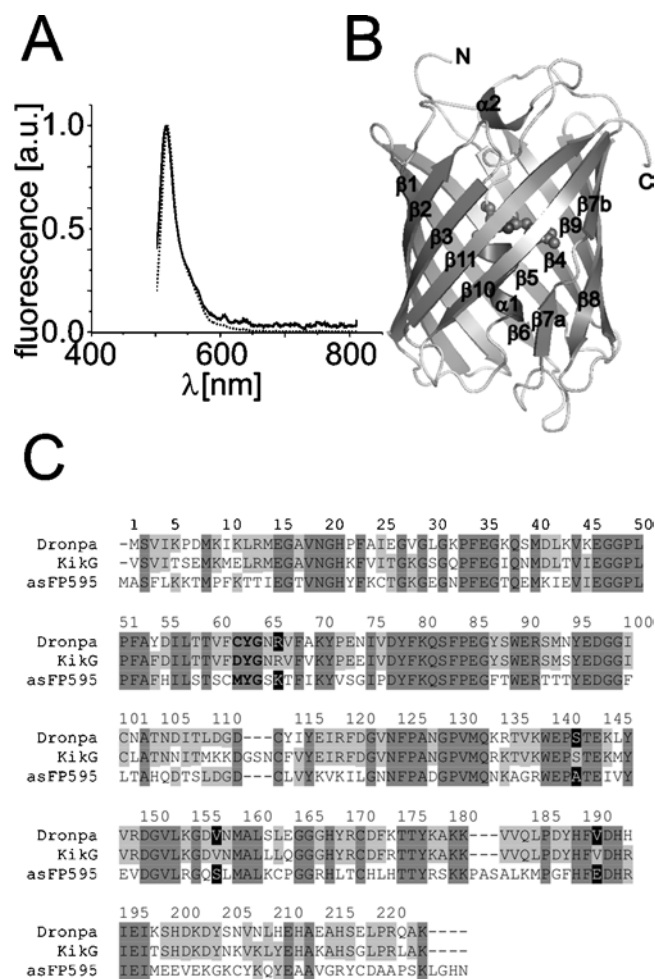 A
fluorescence [a.u.]
1.0
0.5
0.0
400 600 800
λ[nm]
B
N
α2
C
β1
β2
β3
β11
β10
α1
β6
β5
β7a
β4
β9
β7b
β8
C
1 5 10 15 20 25 30 35 40 45 50
Dronpa -MSVIKPDMKIKLRMEGAVNGHPFAIEGVGLGKPFEGKQSMDLKVKEGGPL
KikG -VSVITSEMKMELRMEGAVNGHKFVITGKGSGQPFEGIQNMDLTVIEGGPL
asFP595 MASFLKKTMPFKTTIEGTVNGHYFKCTGKGEGNPFEGTQEMKIEVIEGGPL
51 55 60 65 70 75 80 85 90 95 100
Dronpa PFAYDILTTVFCYGNRVFAKYPENIVDYFKQSFPEGYSWERSMNYEDGGI
KikG PFAFDILTTVFDYGNRVFVKYPEEIVDYFKQSFPEGYSWERSMSYEDGGI
asFP595 PFAFHILSTSCMYGSKTFIKYVSGIPDYFKQSFPEGFTWERTTTYEDGGF
101 105 110 115 120 125 130 135 140 145
Dronpa CNATNDITLDGD---CYIYEIRFDGVNFPANGPVMQKRTVKWEPSTEKLY
KikG CLATNNITMKKDGSNCFVYEIRFDGVNFPANGPVMQKRTVKWEPSTEKMY
asFP595 LTAHQDTSLDGD---CLVYKVKILGNNFPADGPVMQNKAGRWEPATEIVY
150 155 160 165 170 175 180 185 190
Dronpa VRDGVLKGDVNMALSLEGGGHYRCDFKTTYKAKK---VVQLPDYHFVDHH
KikG VRDGVLKGDVNMALLLQGGGHYRCDFRTTYKAKK---VVQLPDYHFVDHR
asFP595 EVDGVLRGQSLMALKCPGGRHLTCHLHTTYRSKKPASALKMPGFHFEDHR
195 200 205 210 215 220
Dronpa IEIKSHDKDYSNVNLHEHAEAHSELPRQAK----
KikG IEITSHDKDYNKVKLYEHAKAHSGLPRLAK----
asFP595 IEIMEEVEKGKCYKQYEAAVGRYCDAAPSKLGHN